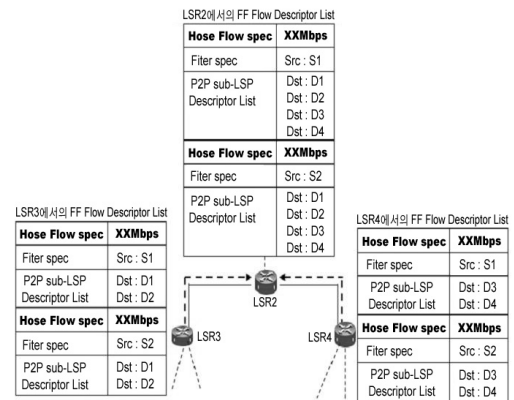 LSR2에서의 FF Flow Descriptor List
Hose Flow spec XXMbps
Fiter spec Src : S1
P2P sub-LSP Descriptor List Dst : D1
Dst : D2
Dst : D3
Dst : D4
Hose Flow spec XXMbps
Fiter spec Src : S2
P2P sub-LSP Descriptor List Dst : D1
Dst : D2
Dst : D3
Dst : D4
LSR3에서의 FF Flow Descriptor List
Hose Flow spec XXMbps
Fiter spec Src : S1
P2P sub-LSP Dst : D1
Descriptor List Dst : D2
Hose Flow spec XXMbps
Fiter spec Src : S2
P2P sub-LSP Dst : D1
Descriptor List Dst : D2
LSR4에서의 FF Flow Descriptor List
Hose Flow spec XXMbps
Fiter spec Src : S1
P2P sub-LSP Dst : D3
Descriptor List Dst : D4
Hose Flow spec XXMbps
Fiter spec Src : S2
P2P sub-LSP Dst : D3
Descriptor List Dst : D4
LSR2
LSR3
LSR4